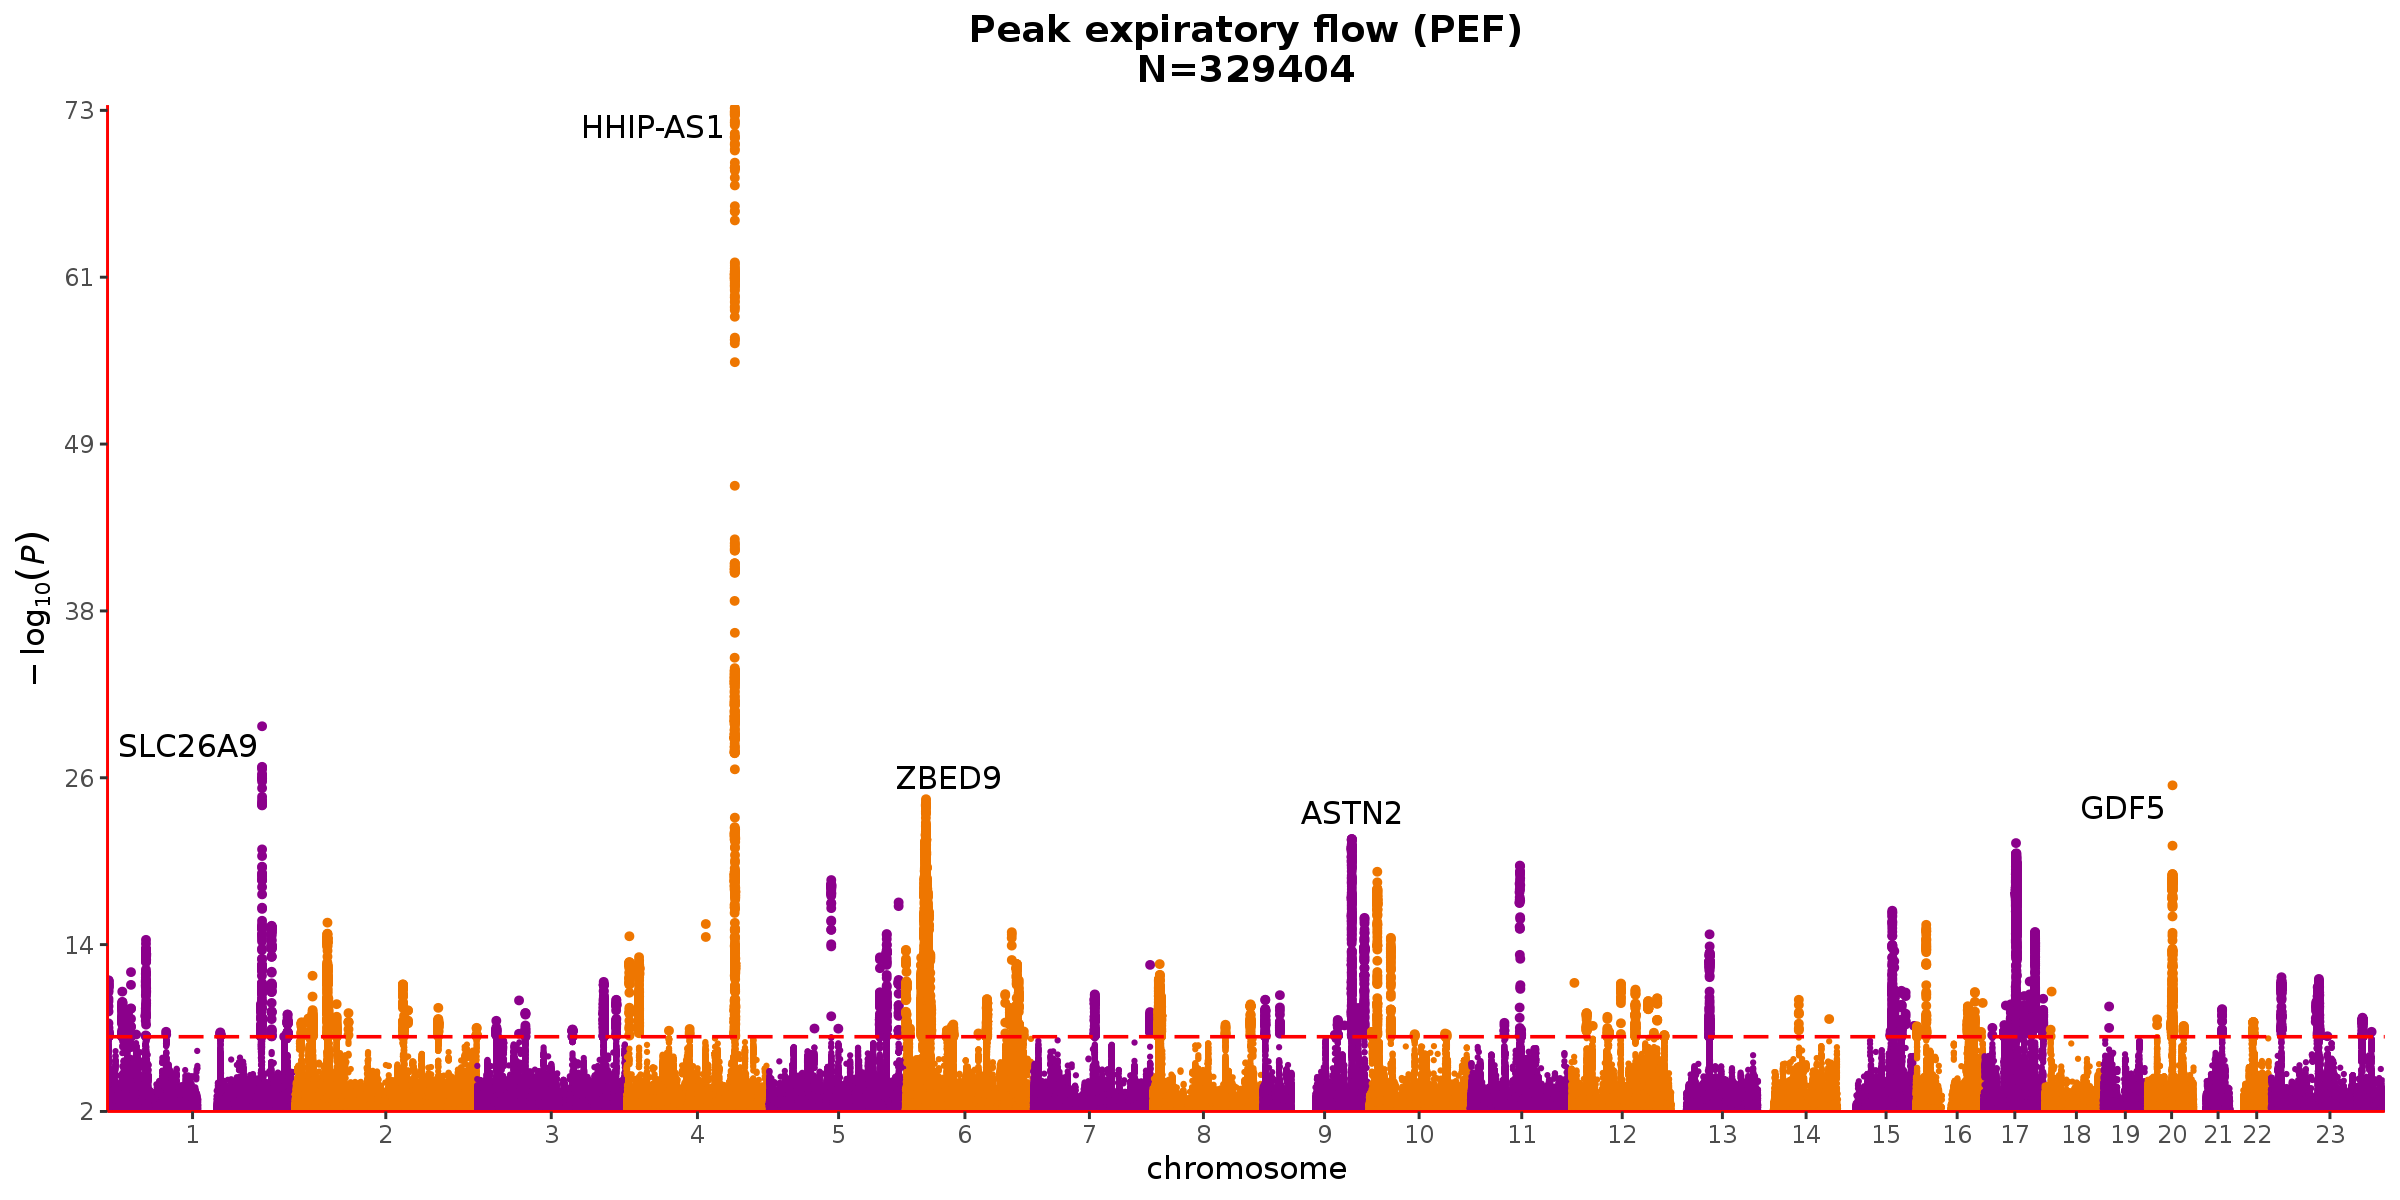 Peak expiratory flow (PEF)
N=329404
73
61
49
38
26
14
2
−log₁₀(P)
HHIP-AS1
SLC26A9
ZBED9
ASTN2
GDF5
1 2 3 4 5 6 7 8 9 10 11 12 13 14 15 16 17 18 19 20 21 22 23
chromosome